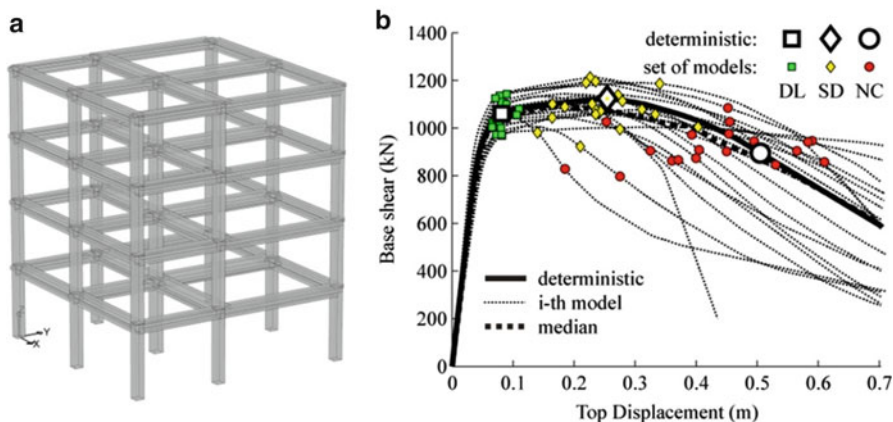 a
Y
X
b
1400
1200
1000
800
600
400
200
0
Base shear (kN)
deterministic:
set of models:
DL SD NC
deterministic
i-th model
median
0 0.1 0.2 0.3 0.4 0.5 0.6 0.7
Top Displacement (m)